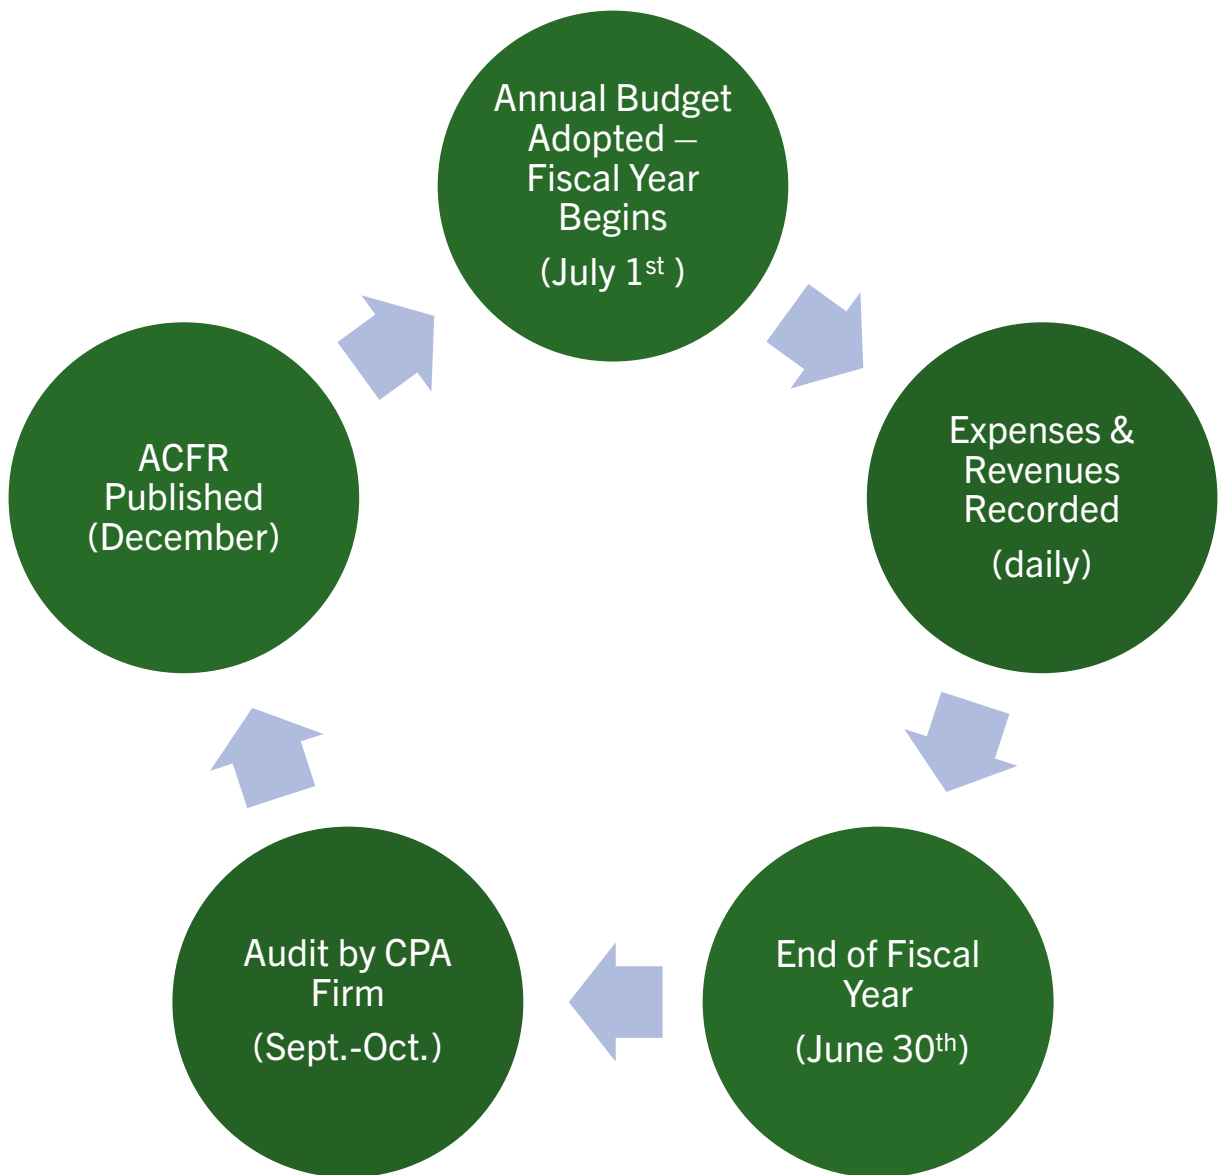 Annual Budget
Adopted –
Fiscal Year
Begins
(July 1st )
Expenses &
Revenues
Recorded
(daily)
End of Fiscal
Year
(June 30th)
Audit by CPA
Firm
(Sept.-Oct.)
ACFR
Published
(December)